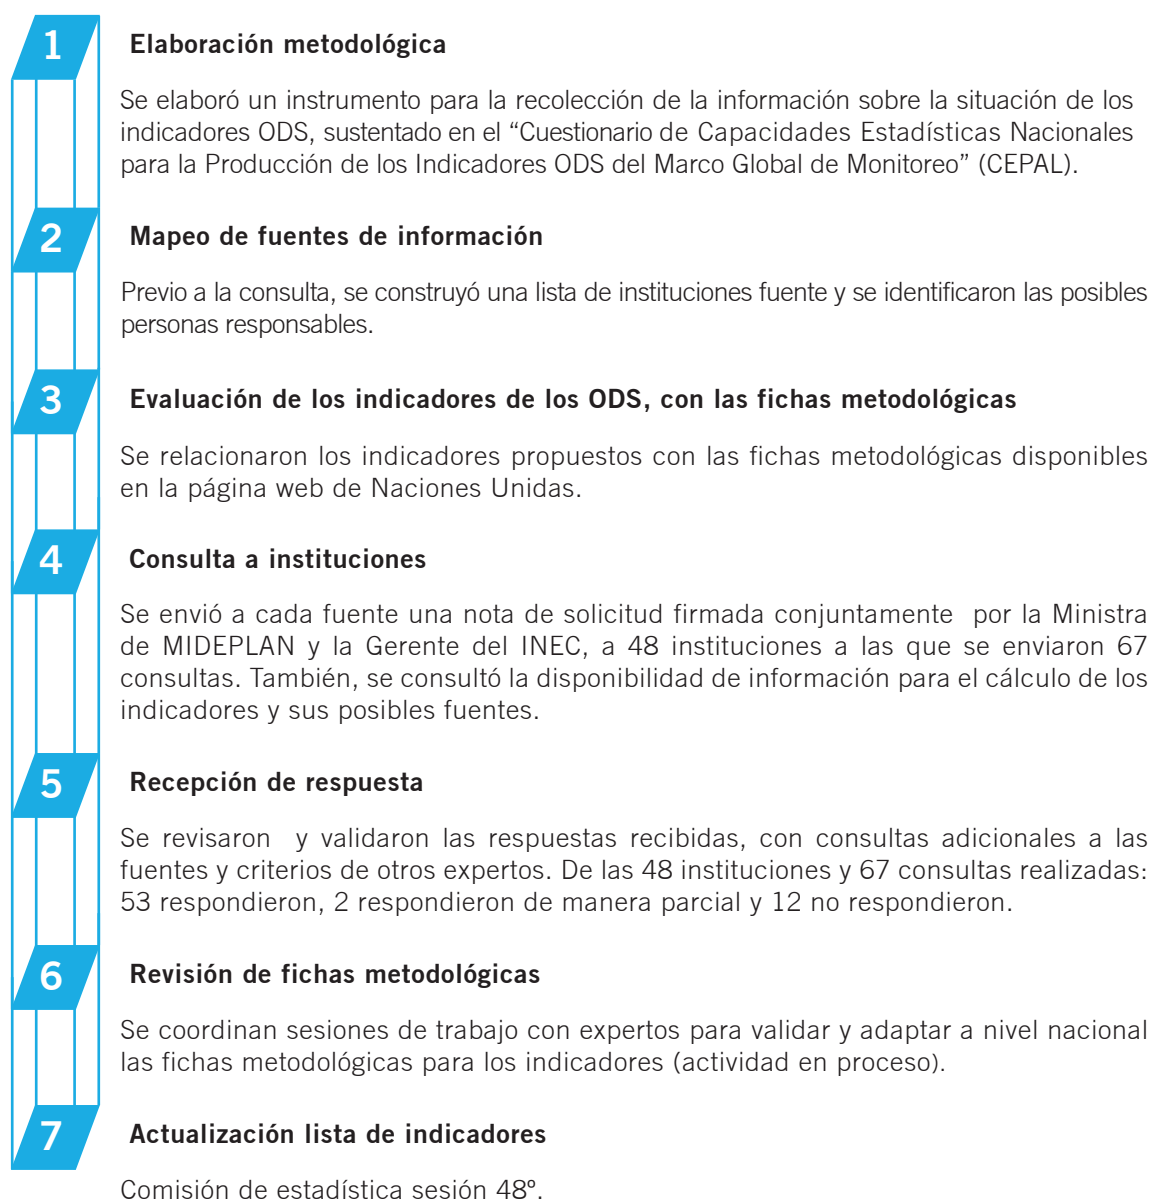 1 Elaboración metodológica
Se elaboró un instrumento para la recolección de la información sobre la situación de los
indicadores ODS, sustentado en el “Cuestionario de Capacidades Estadísticas Nacionales
para la Producción de los Indicadores ODS del Marco Global de Monitoreo” (CEPAL).
2 Mapeo de fuentes de información
Previo a la consulta, se construyó una lista de instituciones fuente y se identificaron las posibles
personas responsables.
3 Evaluación de los indicadores de los ODS, con las fichas metodológicas
Se relacionaron los indicadores propuestos con las fichas metodológicas disponibles
en la página web de Naciones Unidas.
4 Consulta a instituciones
Se envió a cada fuente una nota de solicitud firmada conjuntamente por la Ministra
de MIDEPLAN y la Gerente del INEC, a 48 instituciones a las que se enviaron 67
consultas. También, se consultó la disponibilidad de información para el cálculo de los
indicadores y sus posibles fuentes.
5 Recepción de respuesta
Se revisaron y validaron las respuestas recibidas, con consultas adicionales a las
fuentes y criterios de otros expertos. De las 48 instituciones y 67 consultas realizadas:
53 respondieron, 2 respondieron de manera parcial y 12 no respondieron.
6 Revisión de fichas metodológicas
Se coordinan sesiones de trabajo con expertos para validar y adaptar a nivel nacional
las fichas metodológicas para los indicadores (actividad en proceso).
7 Actualización lista de indicadores
Comisión de estadística sesión 48º.